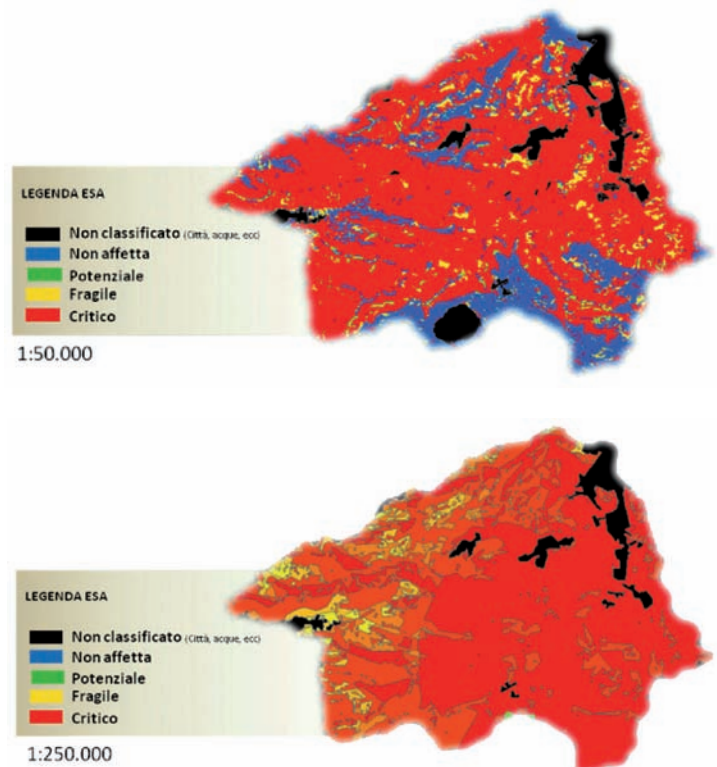 LEGENDA ESA
Non classificato (Città, acque, ecc)
Non affetta
Potenziale
Fragile
Critico
1:50.000
LEGENDA ESA
Non classificato (Città, acque, ecc)
Non affetta
Potenziale
Fragile
Critico
1:250.000